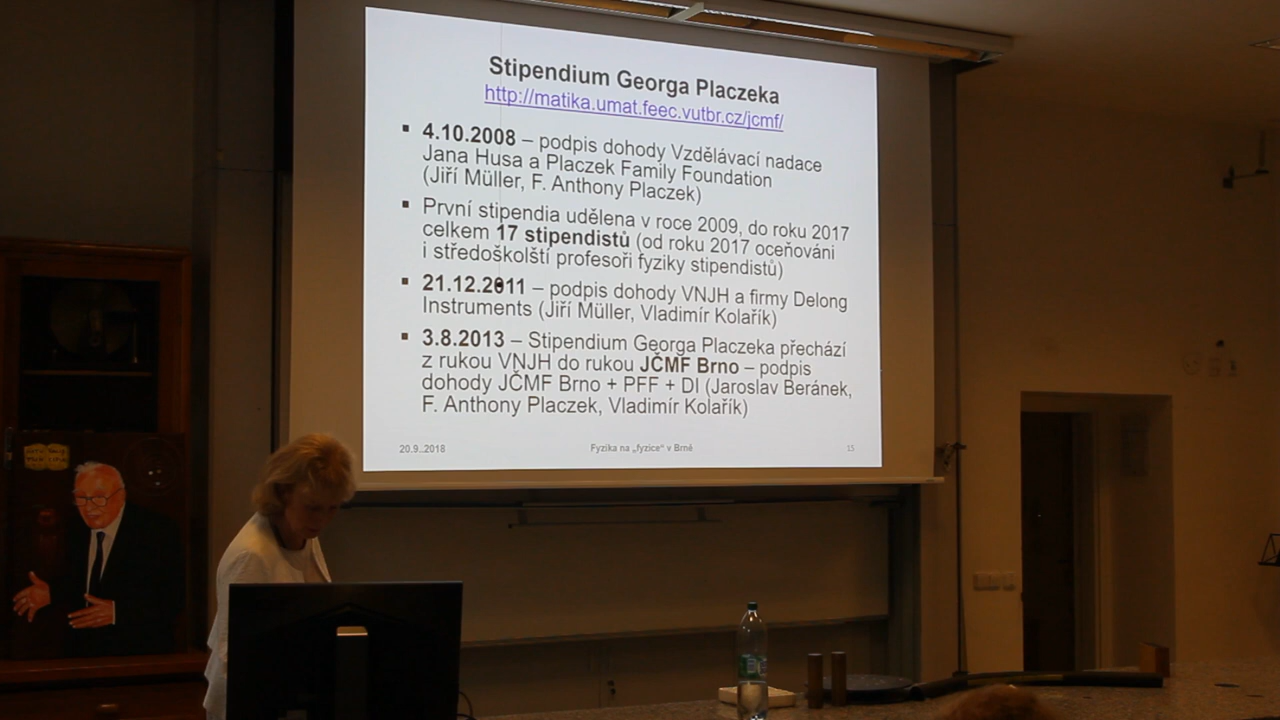 Stipendium Georga Placzeka
http://matika.umat.feec.vutbr.cz/jcmf/
▪ 4.10.2008 – podpis dohody Vzdělávací nadace
Jana Husa a Placzek Family Foundation
(Jiří Müller, F. Anthony Placzek)
▪ První stipendia udělena v roce 2009, do roku 2017
celkem 17 stipendistů (od roku 2017 oceňováni
i středoškolští profesoři fyziky stipendistů)
▪ 21.12.2011 – podpis dohody VNJH a firmy Delong
Instruments (Jiří Müller, Vladimír Kolařík)
▪ 3.8.2013 – Stipendium Georga Placzeka přechází
z rukou VNJH do rukou JČMF Brno – podpis
dohody JČMF Brno + PFF + DI (Jaroslav Beránek,
F. Anthony Placzek, Vladimír Kolařík)
20.9..2018 Fyzika na „fyzice“ v Brně 15